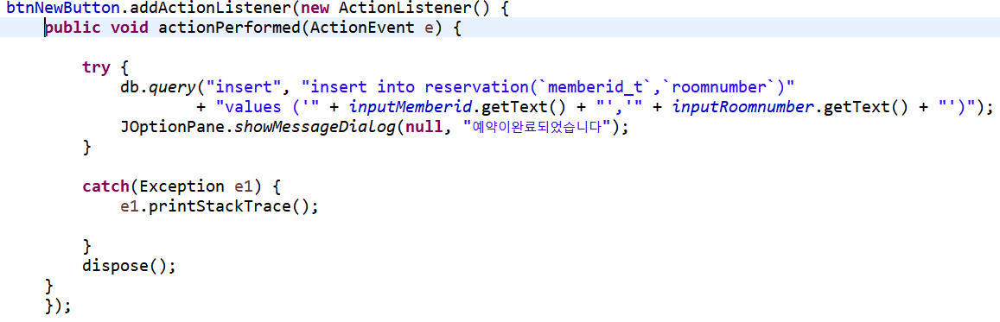 btnNewButton.addActionListener(new ActionListener() {
public void actionPerformed(ActionEvent e) {
try {
db.query("insert", "insert into reservation(`memberid_t`,`roomnumber`)"
+ "values ('" + inputMemberid.getText() + "','" + inputRoomnumber.getText() + "')");
JOptionPane.showMessageDialog(null, "예약이완료되었습니다");
}
catch(Exception e1) {
e1.printStackTrace();
}
dispose();
}
});